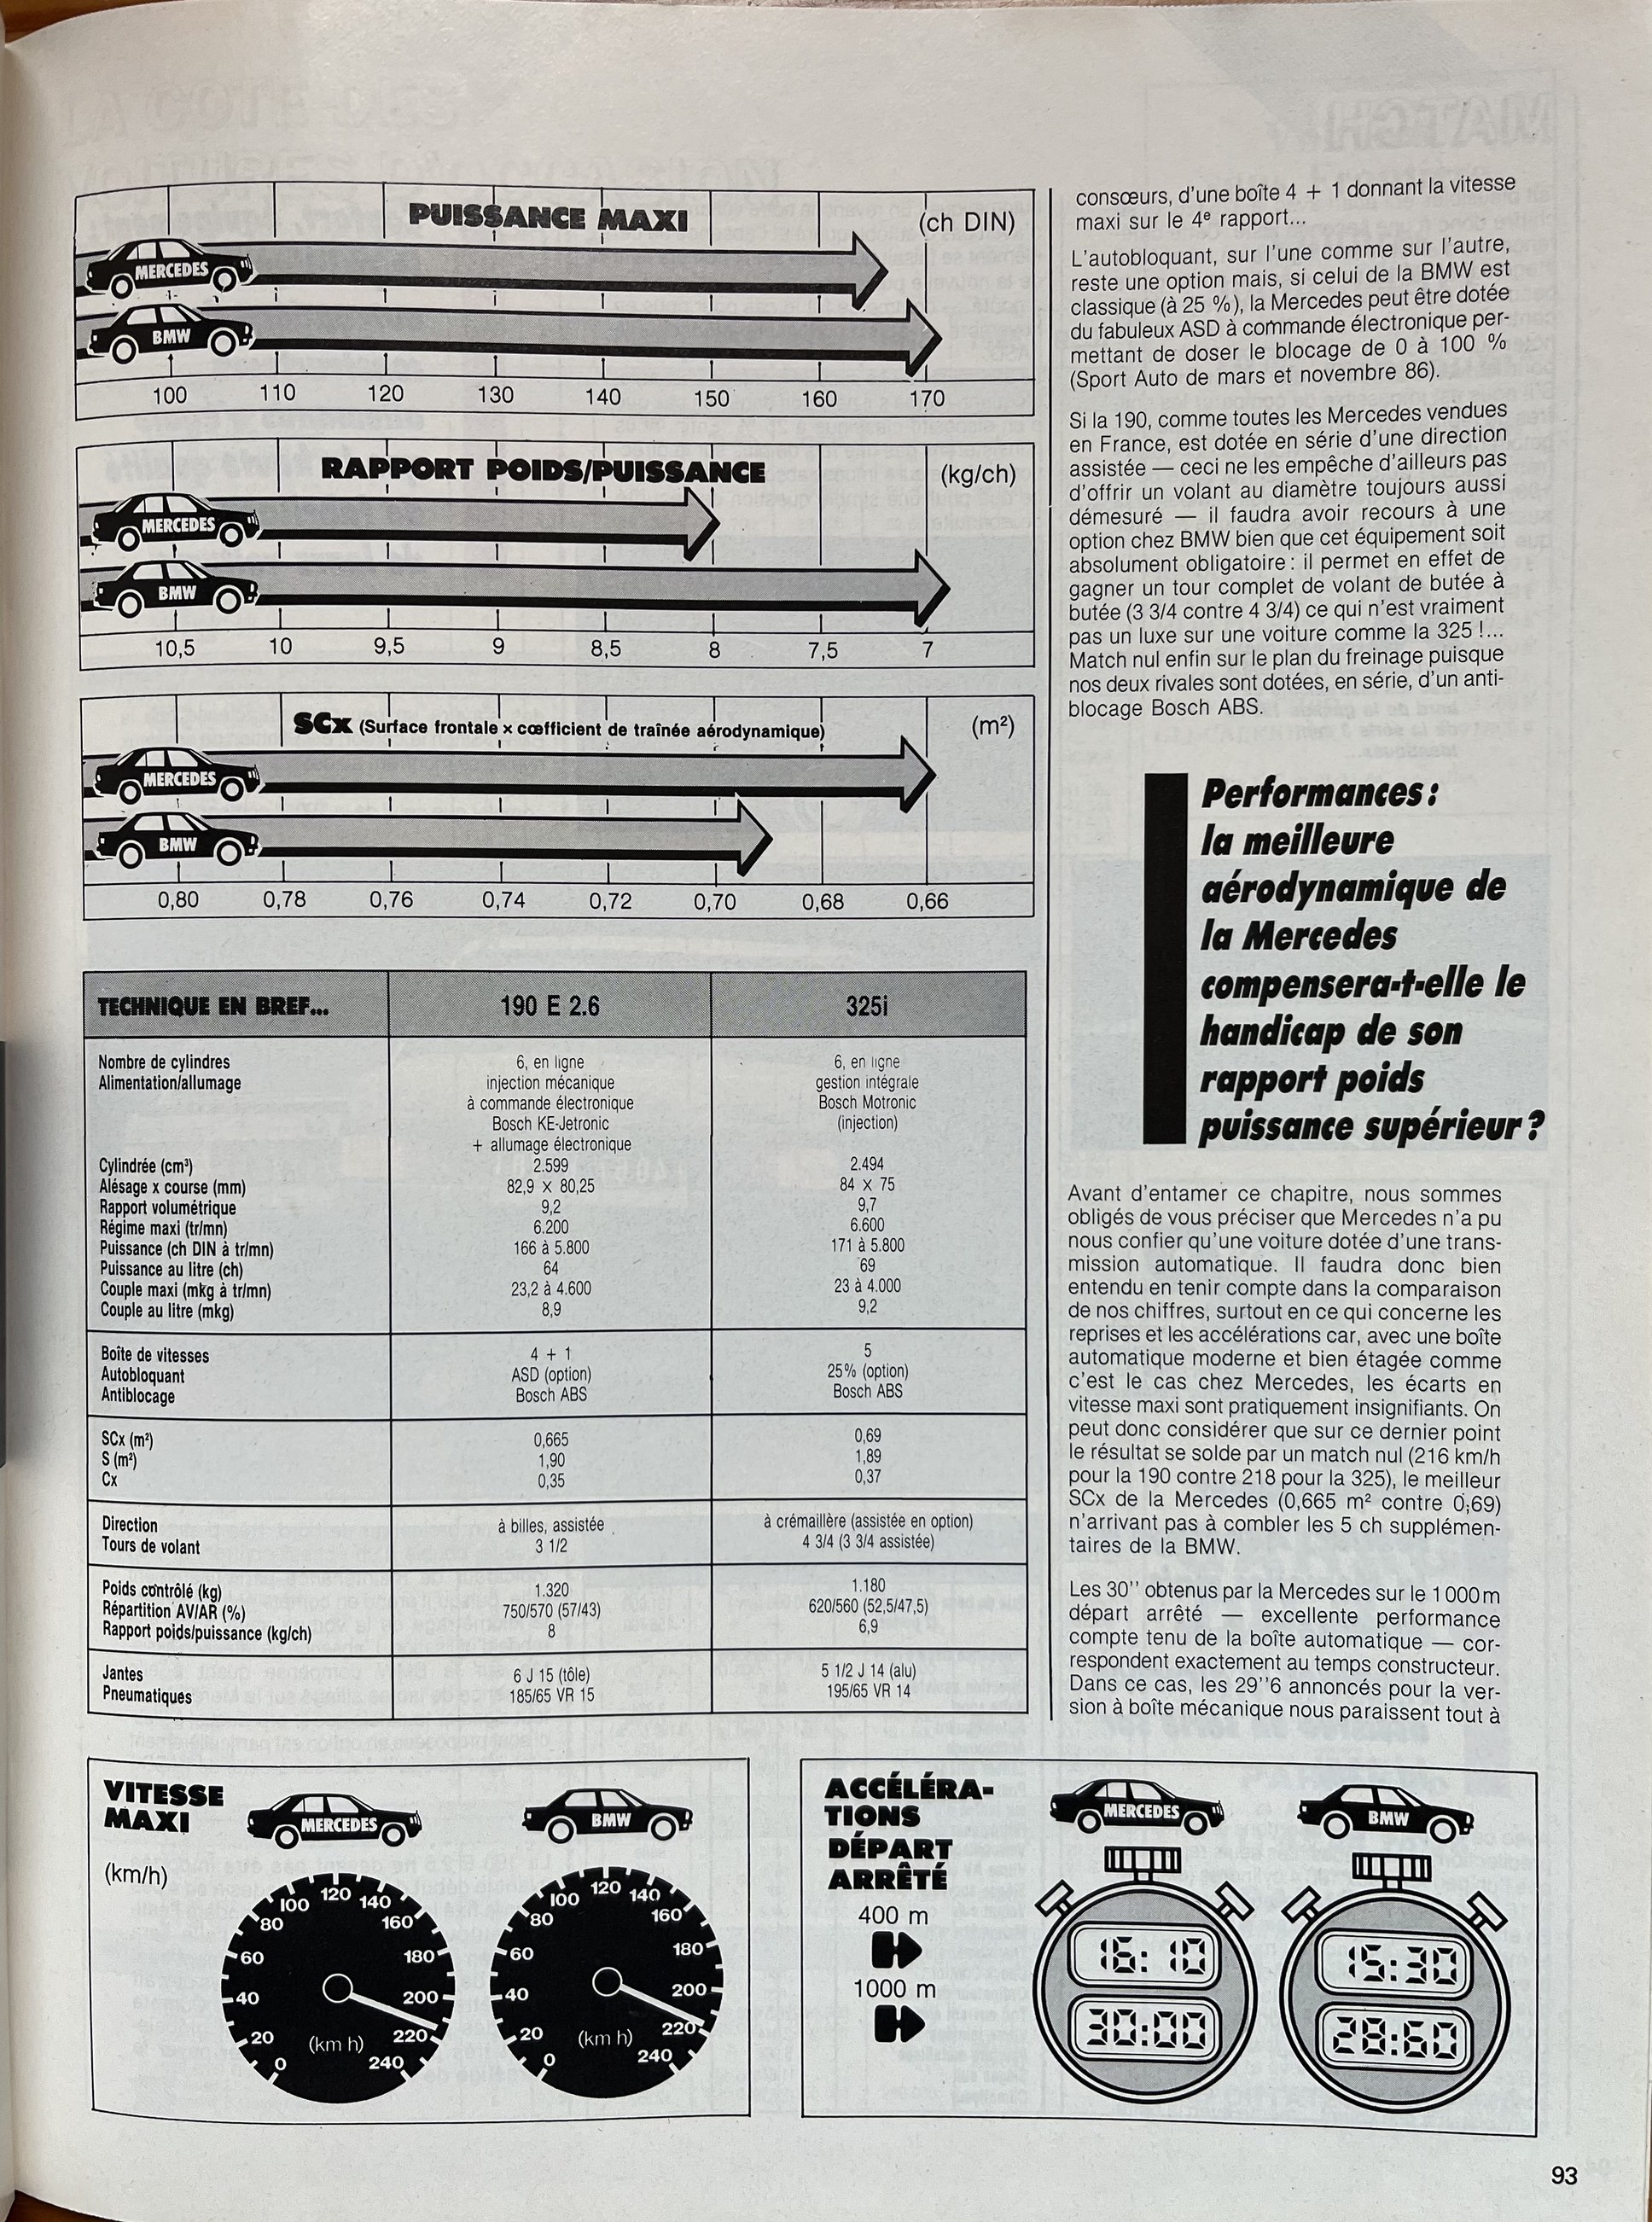 PUISSANCE MAXI
(ch DIN)
MERCEDES
BMW
100 110 120 130 140 150 160 170
RAPPORT POIDS/PUISSANCE
(kg/ch)
MERCEDES
BMW
10,5 10 9,5 9 8,5 8 7,5 7
SCx (Surface frontale x coefficient de traînée aérodynamique)
(m²)
MERCEDES
BMW
0,80 0,78 0,76 0,74 0,72 0,70 0,68 0,66
TECHNIQUE EN BREF... 190 E 2.6 325i
Nombre de cylindres 6, en ligne 6, en ligne
Alimentation/allumage injection mécanique gestion intégrale
à commande électronique Bosch Motronic
Bosch KE-Jetronic (injection)
+ allumage électronique
Cylindrée (cm³) 2.599 2.494
Alésage x course (mm) 82,9 × 80,25 84 × 75
Rapport volumétrique 9,2 9,7
Régime maxi (tr/mn) 6.200 6.600
Puissance (ch DIN à tr/mn) 166 à 5.800 171 à 5.800
Puissance au litre (ch) 64 69
Couple maxi (mkg à tr/mn) 23,2 à 4.600 23 à 4.000
Couple au litre (mkg) 8,9 9,2
Boîte de vitesses 4 + 1 5
Autobloquant ASD (option) 25% (option)
Antiblocage Bosch ABS Bosch ABS
SCx (m²) 0,665 0,69
S (m²) 1,90 1,89
Cx 0,35 0,37
Direction à billes, assistée à crémaillère (assistée en option)
Tours de volant 3 1/2 4 3/4 (3 3/4 assistée)
Poids contrôlé (kg) 1.320 1.180
Répartition AV/AR (%) 750/570 (57/43) 620/560 (52,5/47,5)
Rapport poids/puissance (kg/ch) 8 6,9
Jantes 6 J 15 (tôle) 5 1/2 J 14 (alu)
Pneumatiques 185/65 VR 15 195/65 VR 14
consœurs, d'une boîte 4 + 1 donnant la vitesse
maxi sur le 4e rapport...
L'autobloquant, sur l'une comme sur l'autre,
reste une option mais, si celui de la BMW est
classique (à 25 %), la Mercedes peut être dotée
du fabuleux ASD à commande électronique per-
mettant de doser le blocage de 0 à 100 %
(Sport Auto de mars et novembre 86).
Si la 190, comme toutes les Mercedes vendues
en France, est dotée en série d'une direction
assistée — ceci ne les empêche d'ailleurs pas
d'offrir un volant au diamètre toujours aussi
démesuré — il faudra avoir recours à une
option chez BMW bien que cet équipement soit
absolument obligatoire : il permet en effet de
gagner un tour complet de volant de butée à
butée (3 3/4 contre 4 3/4) ce qui n'est vraiment
pas un luxe sur une voiture comme la 325 !...
Match nul enfin sur le plan du freinage puisque
nos deux rivales sont dotées, en série, d'un anti-
blocage Bosch ABS.
Performances :
la meilleure
aérodynamique de
la Mercedes
compensera-t-elle le
handicap de son
rapport poids
puissance supérieur ?
Avant d'entamer ce chapitre, nous sommes
obligés de vous préciser que Mercedes n'a pu
nous confier qu'une voiture dotée d'une trans-
mission automatique. Il faudra donc bien
entendu en tenir compte dans la comparaison
de nos chiffres, surtout en ce qui concerne les
reprises et les accélérations car, avec une boîte
automatique moderne et bien étagée comme
c'est le cas chez Mercedes, les écarts en
vitesse maxi sont pratiquement insignifiants. On
peut donc considérer que sur ce dernier point
le résultat se solde par un match nul (216 km/h
pour la 190 contre 218 pour la 325), le meilleur
SCx de la Mercedes (0,665 m² contre 0,69)
n'arrivant pas à combler les 5 ch supplémen-
taires de la BMW.
Les 30'' obtenus par la Mercedes sur le 1 000 m
départ arrêté — excellente performance
compte tenu de la boîte automatique — cor-
respondent exactement au temps constructeur.
Dans ce cas, les 29''6 annoncés pour la ver-
sion à boîte mécanique nous paraissent tout à
VITESSE
MAXI
(km/h)
MERCEDES
0 20 40 60 80 100 120 140 160 180 200 220 240
(km h)
BMW
0 20 40 60 80 100 120 140 160 180 200 220 240
(km h)
ACCÉLÉRA-
TIONS
DÉPART
ARRÊTÉ
MERCEDES BMW
400 m
16:10 15:30
1000 m
30:00 28:60
93